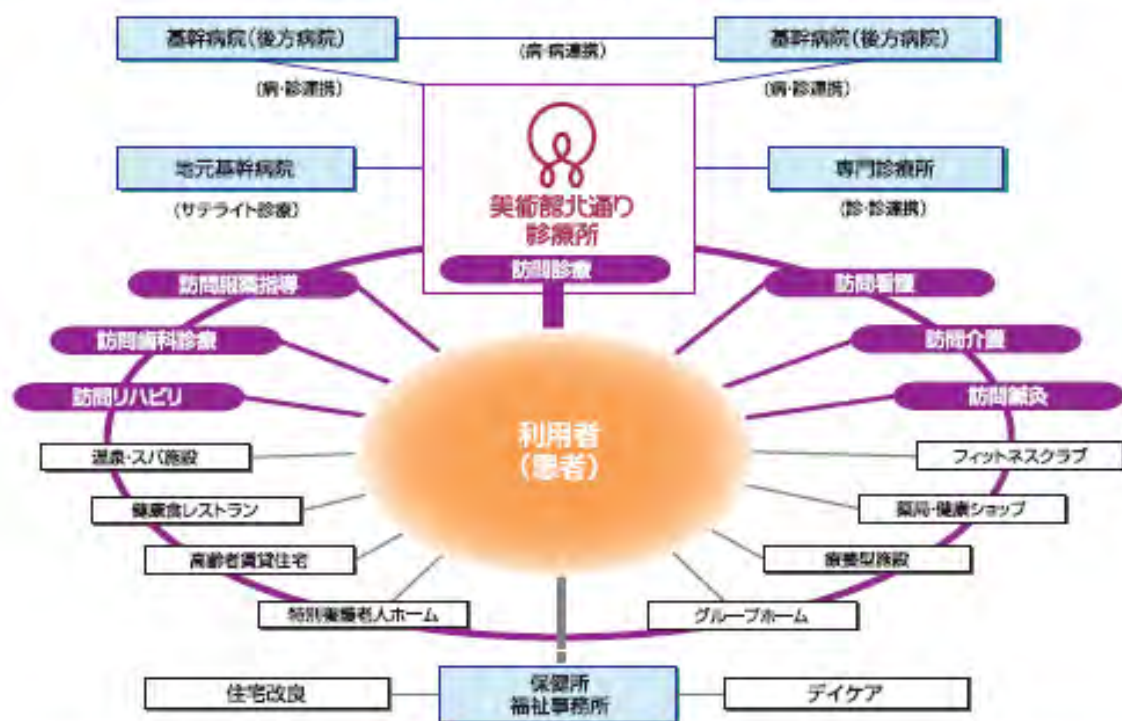 基幹病院(後方病院)
(病・病連携)
基幹病院(後方病院)
(病・診連携)
(病・診連携)
地元基幹病院
(サテライト診療)
専門診療所
(診・診連携)
美術館北通り
診療所
訪問診療
訪問服薬指導
訪問看護
訪問歯科診療
訪問介護
訪問リハビリ
訪問鍼灸
利用者
(患者)
温泉・スパ施設
フィットネスクラブ
健康食レストラン
薬局・健康ショップ
高齢者賃貸住宅
療養型施設
特別養護老人ホーム
グループホーム
住宅改良
保健所
福祉事務所
デイケア